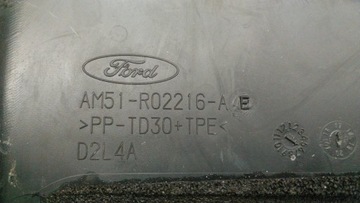 Ford
AM51-R02216-AE
>PP-TD30+TPE<
D2L4A